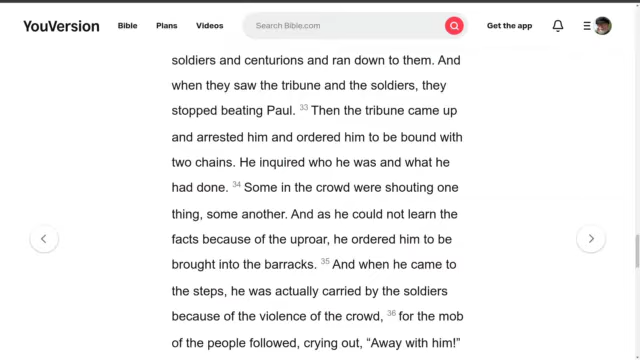 YouVersion Bible Plans Videos Search Bible.com Get the app
soldiers and centurions and ran down to them. And
when they saw the tribune and the soldiers, they
stopped beating Paul. 33 Then the tribune came up
and arrested him and ordered him to be bound with
two chains. He inquired who he was and what he
had done. 34 Some in the crowd were shouting one
thing, some another. And as he could not learn the
facts because of the uproar, he ordered him to be
brought into the barracks. 35 And when he came to
the steps, he was actually carried by the soldiers
because of the violence of the crowd, 36 for the mob
of the people followed, crying out, “Away with him!”